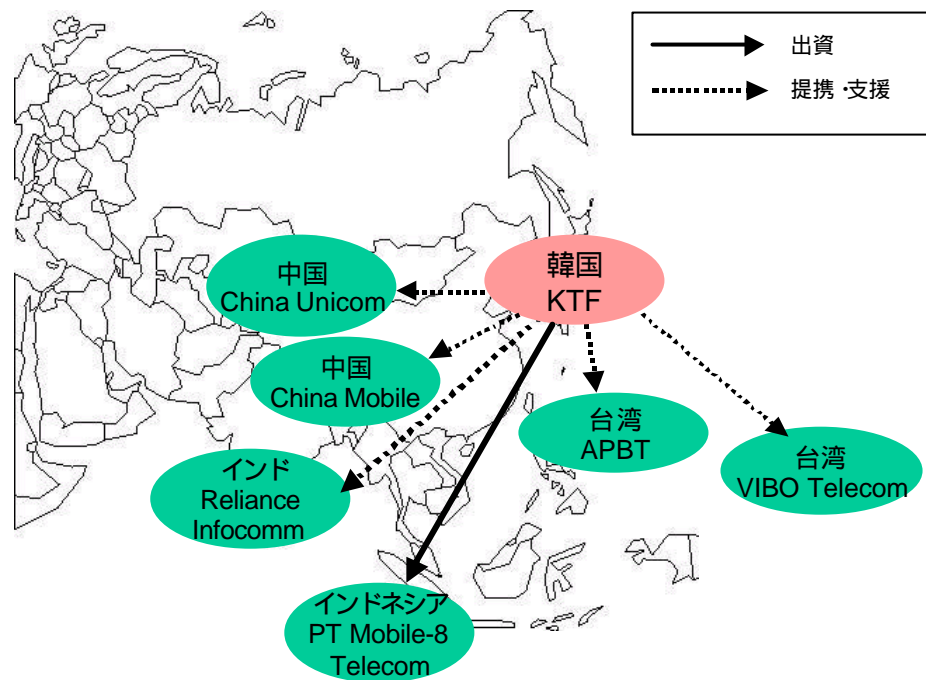 出資
提携・支援
韓国
KTF
中国
China Unicom
中国
China Mobile
台湾
APBT
台湾
VIBO Telecom
インド
Reliance
Infocomm
インドネシア
PT Mobile-8
Telecom